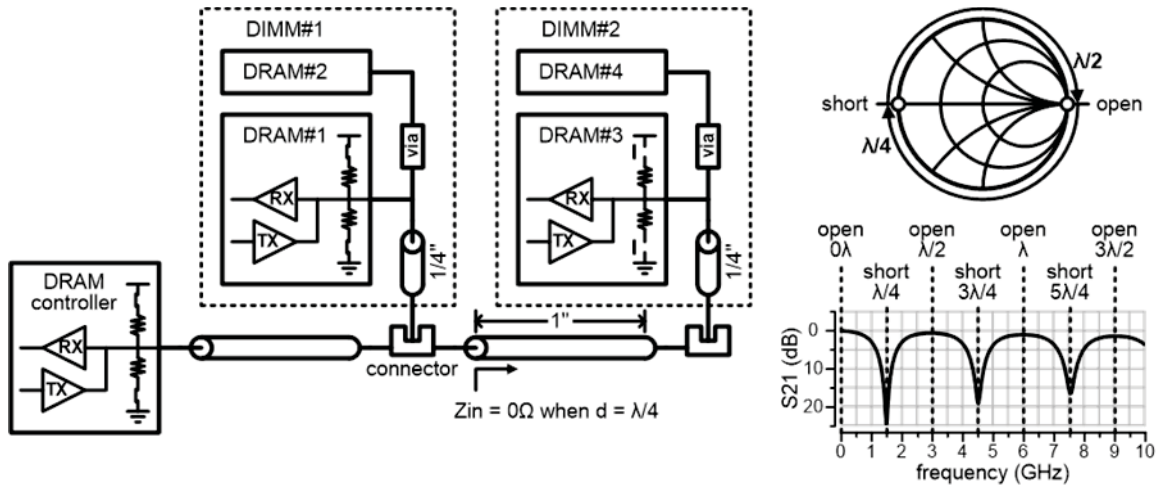 DIMM#1
DRAM#2
via
DRAM#1
RX
TX
1/4"
DIMM#2
DRAM#4
via
DRAM#3
RX
TX
1/4"
DRAM
controller
RX
TX
connector
1"
Zin = 0Ω when d = λ/4
short
open
λ/2
λ/4
open
0λ
open
λ/2
open
λ
open
3λ/2
short
λ/4
short
3λ/4
short
5λ/4
S21 (dB)
0
10
20
0 1 2 3 4 5 6 7 8 9 10
frequency (GHz)